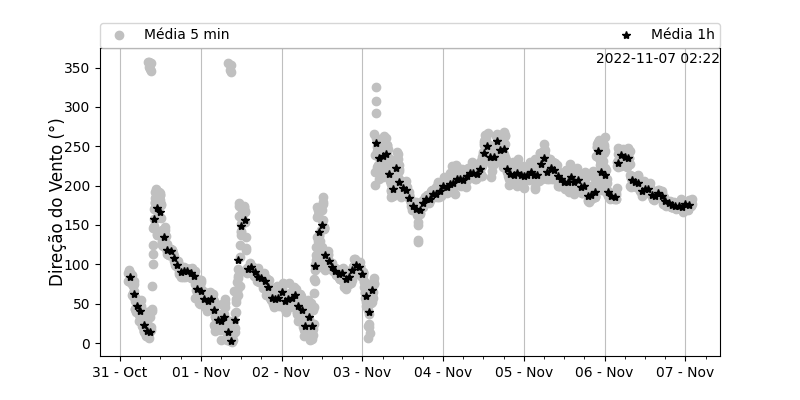 Média 5 min
Média 1h
2022-11-07 02:22
Direção do Vento (°)
350
300
250
200
150
100
50
0
31 - Oct
01 - Nov
02 - Nov
03 - Nov
04 - Nov
05 - Nov
06 - Nov
07 - Nov